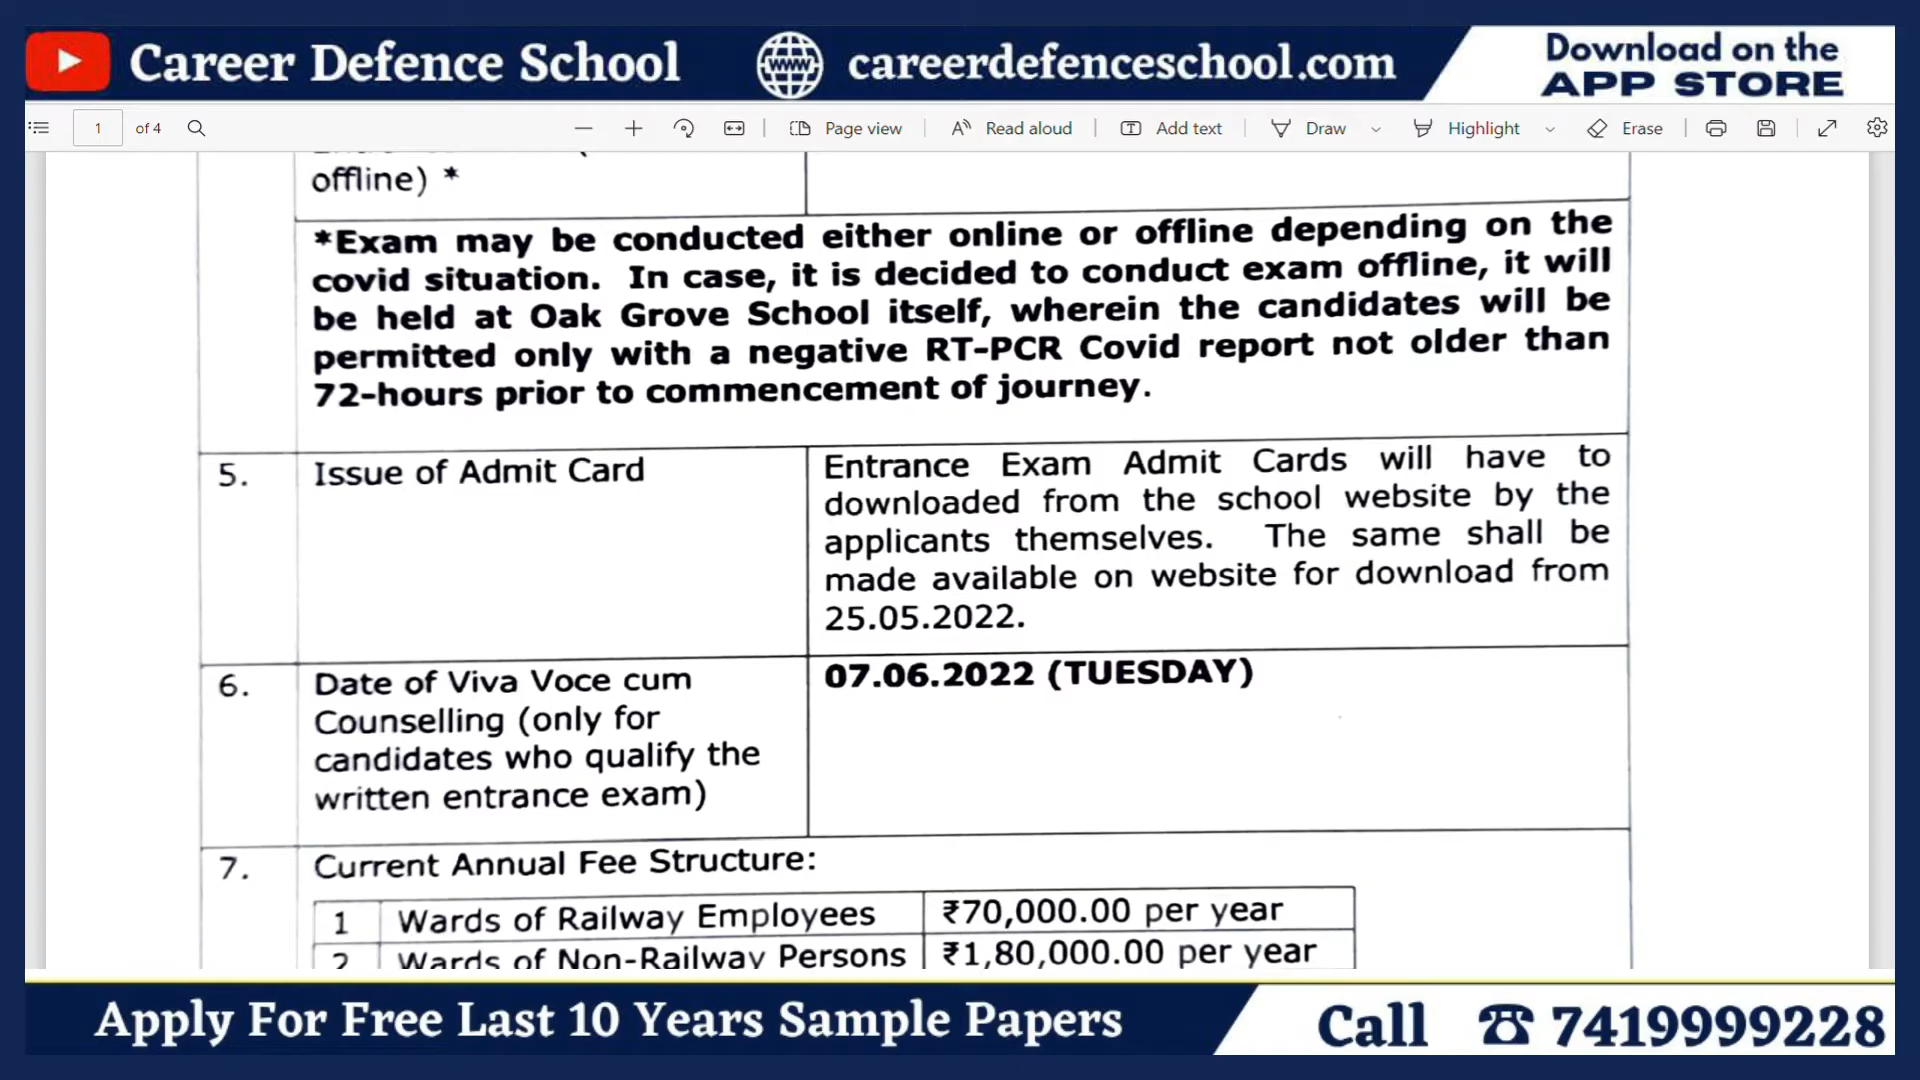 Career Defence School
www
careerdefenceschool.com
Download on the
APP STORE
1
of 4
Page view
Read aloud
Add text
Draw
Highlight
Erase
offline) *
*Exam may be conducted either online or offline depending on the
covid situation. In case, it is decided to conduct exam offline, it will
be held at Oak Grove School itself, wherein the candidates will be
permitted only with a negative RT-PCR Covid report not older than
72-hours prior to commencement of journey.
5.
Issue of Admit Card
Entrance Exam Admit Cards will have to
downloaded from the school website by the
applicants themselves. The same shall be
made available on website for download from
25.05.2022.
6.
Date of Viva Voce cum
Counselling (only for
candidates who qualify the
written entrance exam)
07.06.2022 (TUESDAY)
7.
Current Annual Fee Structure:
1 Wards of Railway Employees ₹70,000.00 per year
2 Wards of Non-Railway Persons ₹1,80,000.00 per year
Apply For Free Last 10 Years Sample Papers
Call ☎ 7419999228